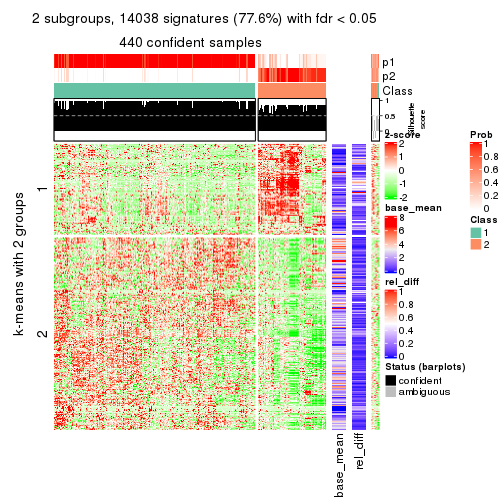 2 subgroups, 14038 signatures (77.6%) with fdr < 0.05
440 confident samples
p1
p2
Class
1
0.5
0
Silhouette
score
k-means with 2 groups
1
2
base_mean
rel_diff
z-score
2
1
0
-1
-2
base_mean
8
6
4
2
0
rel_diff
1
0.8
0.6
0.4
0.2
0
Status (barplots)
confident
ambiguous
Prob
1
0.8
0.6
0.4
0.2
0
Class
1
2